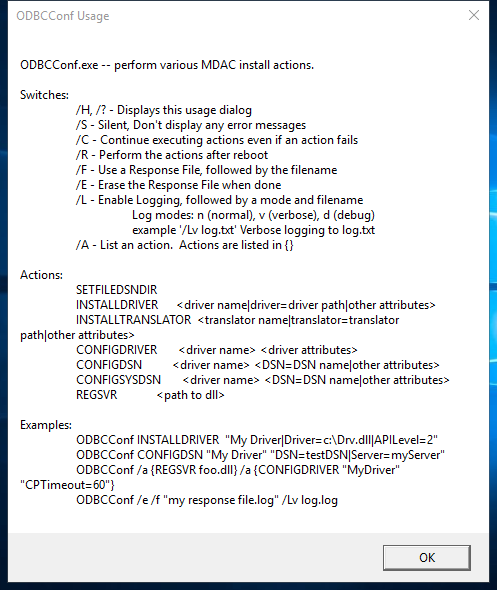 ODBCConf Usage
ODBCConf.exe -- perform various MDAC install actions.
Switches:
/H, /? - Displays this usage dialog
/S - Silent, Don't display any error messages
/C - Continue executing actions even if an action fails
/R - Perform the actions after reboot
/F - Use a Response File, followed by the filename
/E - Erase the Response File when done
/L - Enable Logging, followed by a mode and filename
Log modes: n (normal), v (verbose), d (debug)
example '/Lv log.txt' Verbose logging to log.txt
/A - List an action.  Actions are listed in {}
Actions:
SETFILEDSNDIR
INSTALLDRIVER <driver name|driver=driver path|other attributes>
INSTALLTRANSLATOR <translator name|translator=translator
path|other attributes>
CONFIGDRIVER <driver name> <driver attributes>
CONFIGDSN <driver name> <DSN=DSN name|other attributes>
CONFIGSYSDSN <driver name> <DSN=DSN name|other attributes>
REGSVR <path to dll>
Examples:
ODBCConf INSTALLDRIVER "My Driver|Driver=c:\Drv.dll|APILevel=2"
ODBCConf CONFIGDSN "My Driver" "DSN=testDSN|Server=myServer"
ODBCConf /a {REGSVR foo.dll} /a {CONFIGDRIVER "MyDriver"
"CPTimeout=60"}
ODBCConf /e /f "my response file.log" /Lv log.log
OK